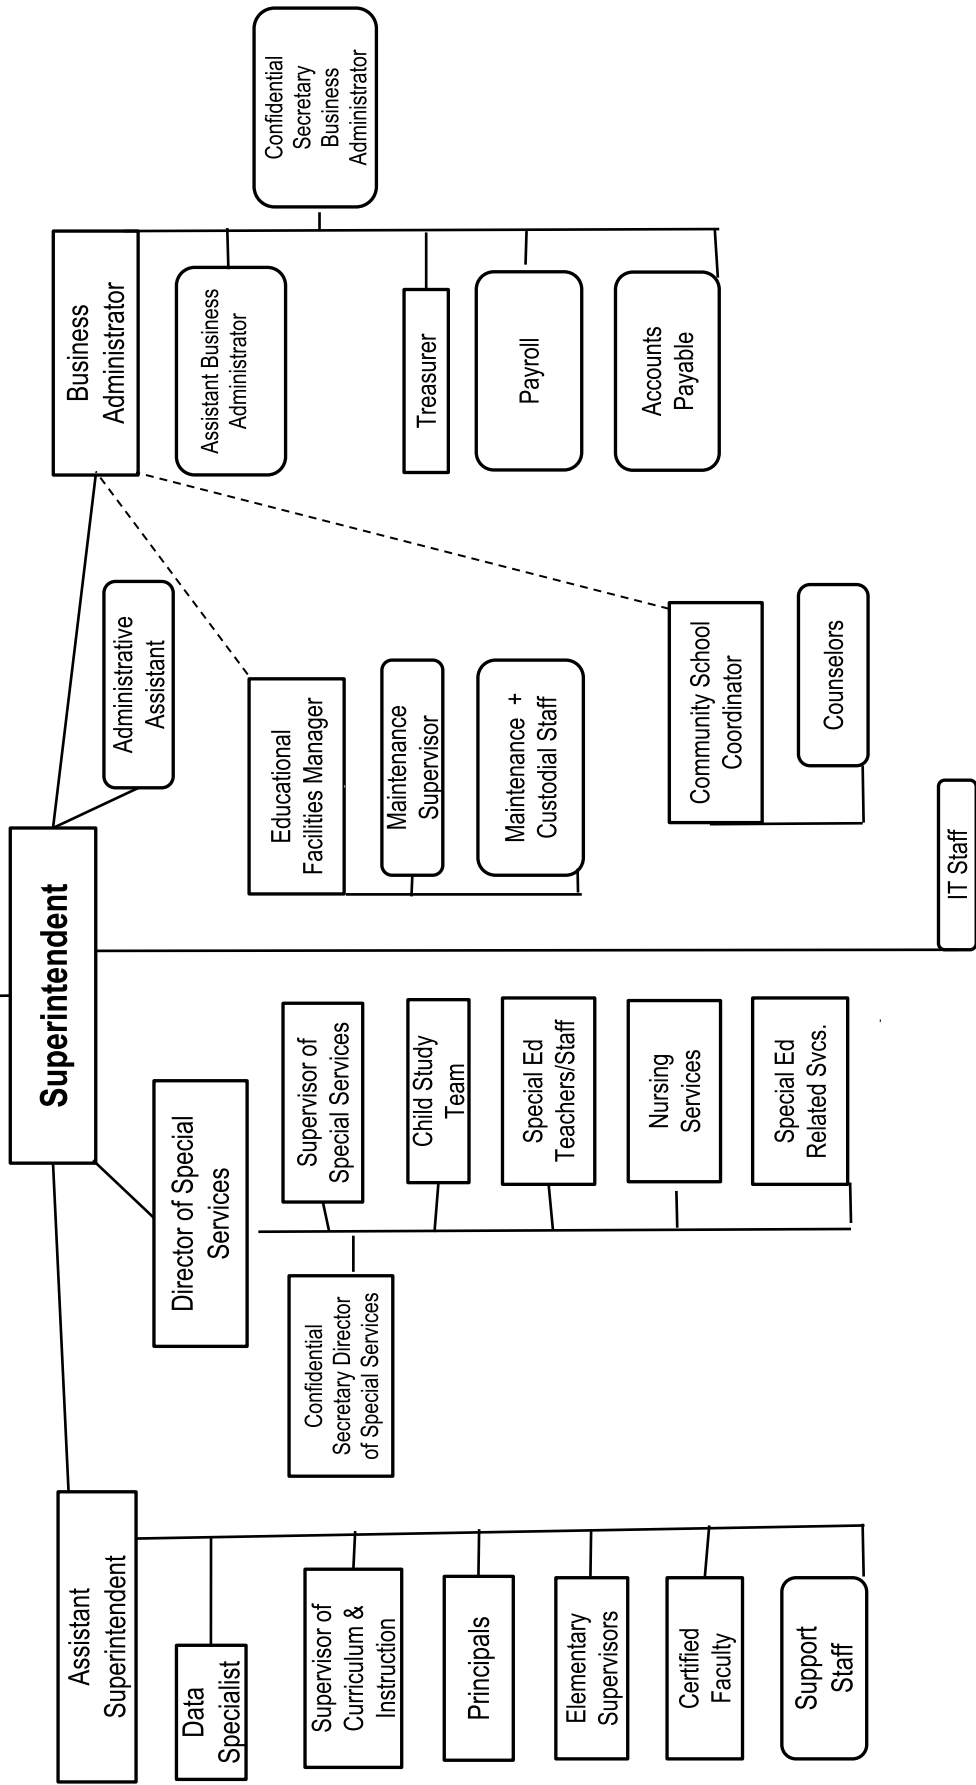 Superintendent
Assistant
Superintendent
Data
Specialist
Supervisor of
Curriculum &
Instruction
Principals
Elementary
Supervisors
Certified
Faculty
Support
Staff
Director of Special
Services
Confidential
Secretary Director
of Special Services
Supervisor of
Special Services
Child Study
Team
Special Ed
Teachers/Staff
Nursing
Services
Special Ed
Related Svcs.
IT Staff
Administrative
Assistant
Educational
Facilities Manager
Maintenance
Supervisor
Maintenance +
Custodial Staff
Community School
Coordinator
Counselors
Business
Administrator
Assistant Business
Administrator
Treasurer
Payroll
Accounts
Payable
Confidential
Secretary
Business
Administrator